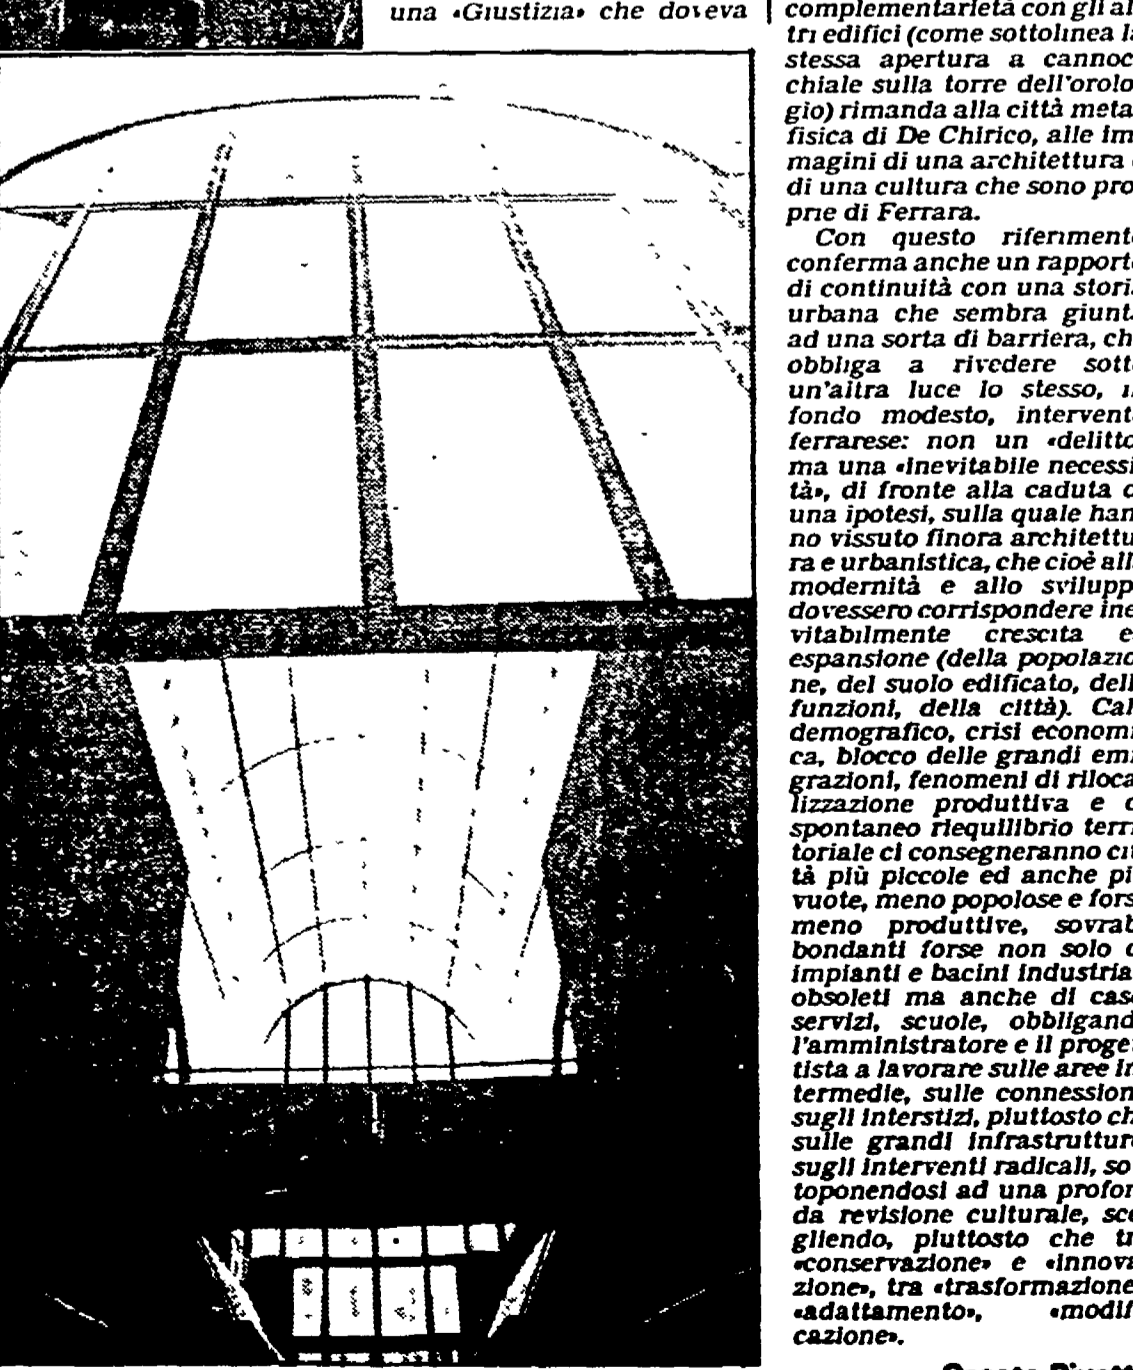 una «Giustizia» che doveva
complementarietà con gli al
tri edifici (come sottolinea la
stessa apertura a cannoc
chiale sulla torre dell'orolo
gio) rimanda alla città meta
fisica di De Chirico, alle im
magini di una architettura
di una cultura che sono pro
prie di Ferrara.
Con questo riferiment
conferma anche un rapport
di continuità con una stori
urbana che sembra giunt
ad una sorta di barriera, ch
obbliga a rivedere sott
un'altra luce lo stesso, i
fondo modesto, intervent
ferrarese: non un «delitto
ma una «inevitabile necessi
tà», di fronte alla caduta d
una ipotesi, sulla quale han
no vissuto finora architettu
ra e urbanistica, che cioè all
modernità e allo svilupp
dovessero corrispondere ine
vitabilmente crescita e
espansione (della popolazio
ne, del suolo edificato, dell
funzioni, della città). Cal
demografico, crisi economi
ca, blocco delle grandi emi
grazioni, fenomeni di riloca
lizzazione produttiva e d
spontaneo riequilibrio terri
toriale ci consegneranno cit
tà più piccole ed anche pi
vuote, meno popolose e fors
meno produttive, sovrab
bondanti forse non solo d
impianti e bacini industria
obsoleti ma anche di case
servizi, scuole, obbligand
l'amministratore e il proget
tista a lavorare sulle aree in
termedie, sulle connession
sugli interstizi, piuttosto ch
sulle grandi infrastruttur
sugli interventi radicali, so
toponendosi ad una profon
da revisione culturale, sce
gliendo, piuttosto che tr
«conservazione» e «innova
zione», tra «trasformazione
«adattamento», «modif
cazione».